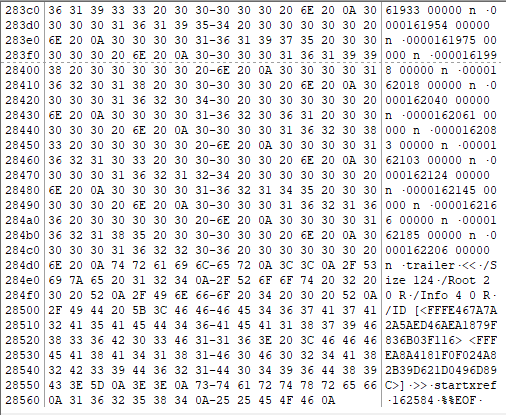 283c0 36 31 39 33 33 20 30 30-30 30 30 20 6E 20 0A 30 61933 00000 n ·0
283d0 30 30 30 31 36 31 39 35-34 20 30 30 30 30 30 20 000161954 00000
283e0 6E 20 0A 30 30 30 30 31-36 31 39 37 35 20 30 30 n ·0000161975 00
283f0 30 30 30 20 6E 20 0A 30-30 30 30 31 36 31 39 39 000 n ·000016199
28400 38 20 30 30 30 30 30 20-6E 20 0A 30 30 30 30 31 8 00000 n ·00001
28410 36 32 30 31 38 20 30 30-30 30 30 20 6E 20 0A 30 62018 00000 n ·0
28420 30 30 30 31 36 32 30 34-30 20 30 30 30 30 30 20 000162040 00000
28430 6E 20 0A 30 30 30 30 31-36 32 30 36 31 20 30 30 n ·0000162061 00
28440 30 30 30 20 6E 20 0A 30-30 30 30 31 36 32 30 38 000 n ·000016208
28450 33 20 30 30 30 30 30 20-6E 20 0A 30 30 30 30 31 3 00000 n ·00001
28460 36 32 31 30 33 20 30 30-30 30 30 20 6E 20 0A 30 62103 00000 n ·0
28470 30 30 30 31 36 32 31 32-34 20 30 30 30 30 30 20 000162124 00000
28480 6E 20 0A 30 30 30 30 31-36 32 31 34 35 20 30 30 n ·0000162145 00
28490 30 30 30 20 6E 20 0A 30-30 30 30 31 36 32 31 36 000 n ·000016216
284a0 36 20 30 30 30 30 30 20-6E 20 0A 30 30 30 30 31 6 00000 n ·00001
284b0 36 32 31 38 35 20 30 30-30 30 30 20 6E 20 0A 30 62185 00000 n ·0
284c0 30 30 30 31 36 32 32 30-36 20 30 30 30 30 30 20 000162206 00000
284d0 6E 20 0A 74 72 61 69 6C-65 72 0A 3C 3C 0A 2F 53 n ·trailer·<<·/S
284e0 69 7A 65 20 31 32 34 0A-2F 52 6F 6F 74 20 32 20 ize 124·/Root 2
284f0 30 20 52 0A 2F 49 6E 66-6F 20 34 20 30 20 52 0A 0 R·/Info 4 0 R·
28500 2F 49 44 20 5B 3C 46 46-46 45 34 36 37 41 37 41 /ID [<FFFE467A7A
28510 32 41 35 41 45 44 34 36-41 45 41 31 38 37 39 46 2A5AED46AEA1879F
28520 38 33 36 42 30 33 46 31-31 36 3E 20 3C 46 46 46 836B03F116> <FFF
28530 45 41 38 41 34 31 38 31-46 30 46 30 32 34 41 38 EA8A4181F0F024A8
28540 32 42 33 39 44 36 32 31-44 30 34 39 36 44 38 39 2B39D621D0496D89
28550 43 3E 5D 0A 3E 3E 0A 73-74 61 72 74 78 72 65 66 C>]·>>·startxref
28560 0A 31 36 32 35 38 34 0A-25 25 45 4F 46 0A ·162584·%%EOF·